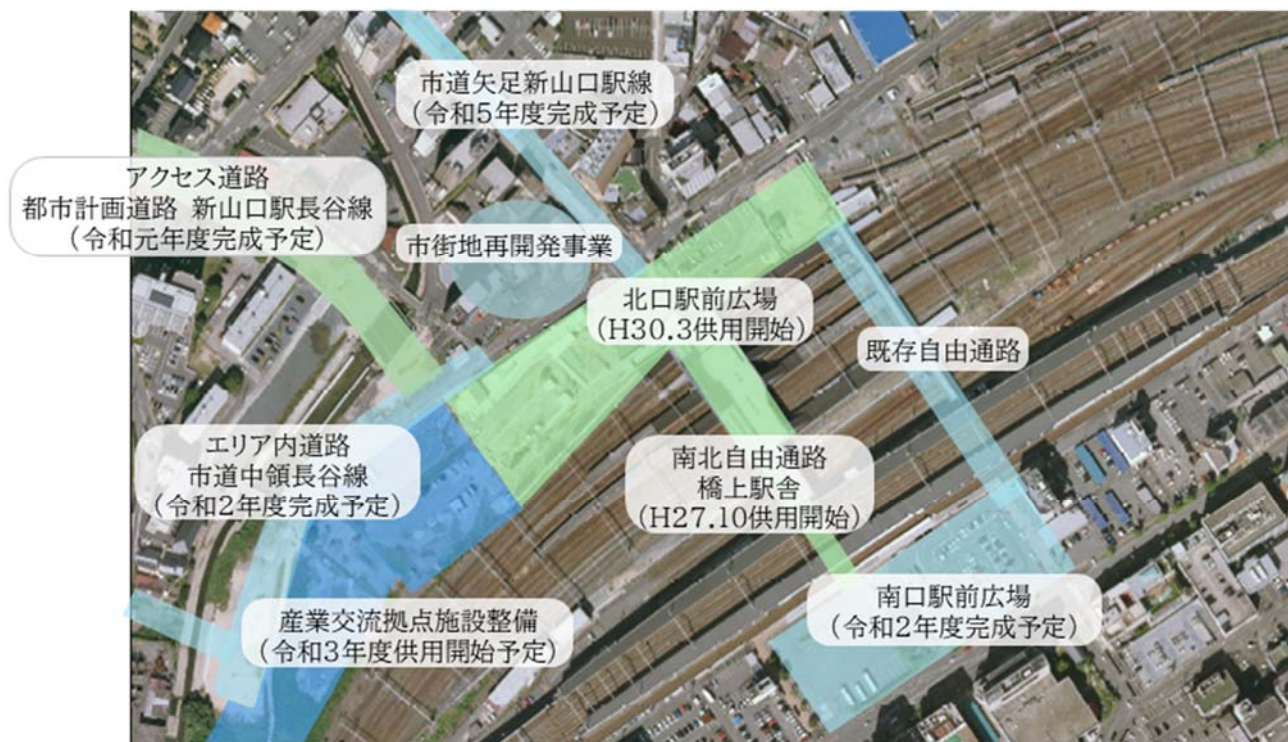 市道矢足新山口駅線
(令和5年度完成予定)
アクセス道路
都市計画道路 新山口駅長谷線
(令和元年度完成予定)
市街地再開発事業
北口駅前広場
(H30.3供用開始)
既存自由通路
エリア内道路
市道中領長谷線
(令和2年度完成予定)
南北自由通路
橋上駅舎
(H27.10供用開始)
産業交流拠点施設整備
(令和3年度供用開始予定)
南口駅前広場
(令和2年度完成予定)